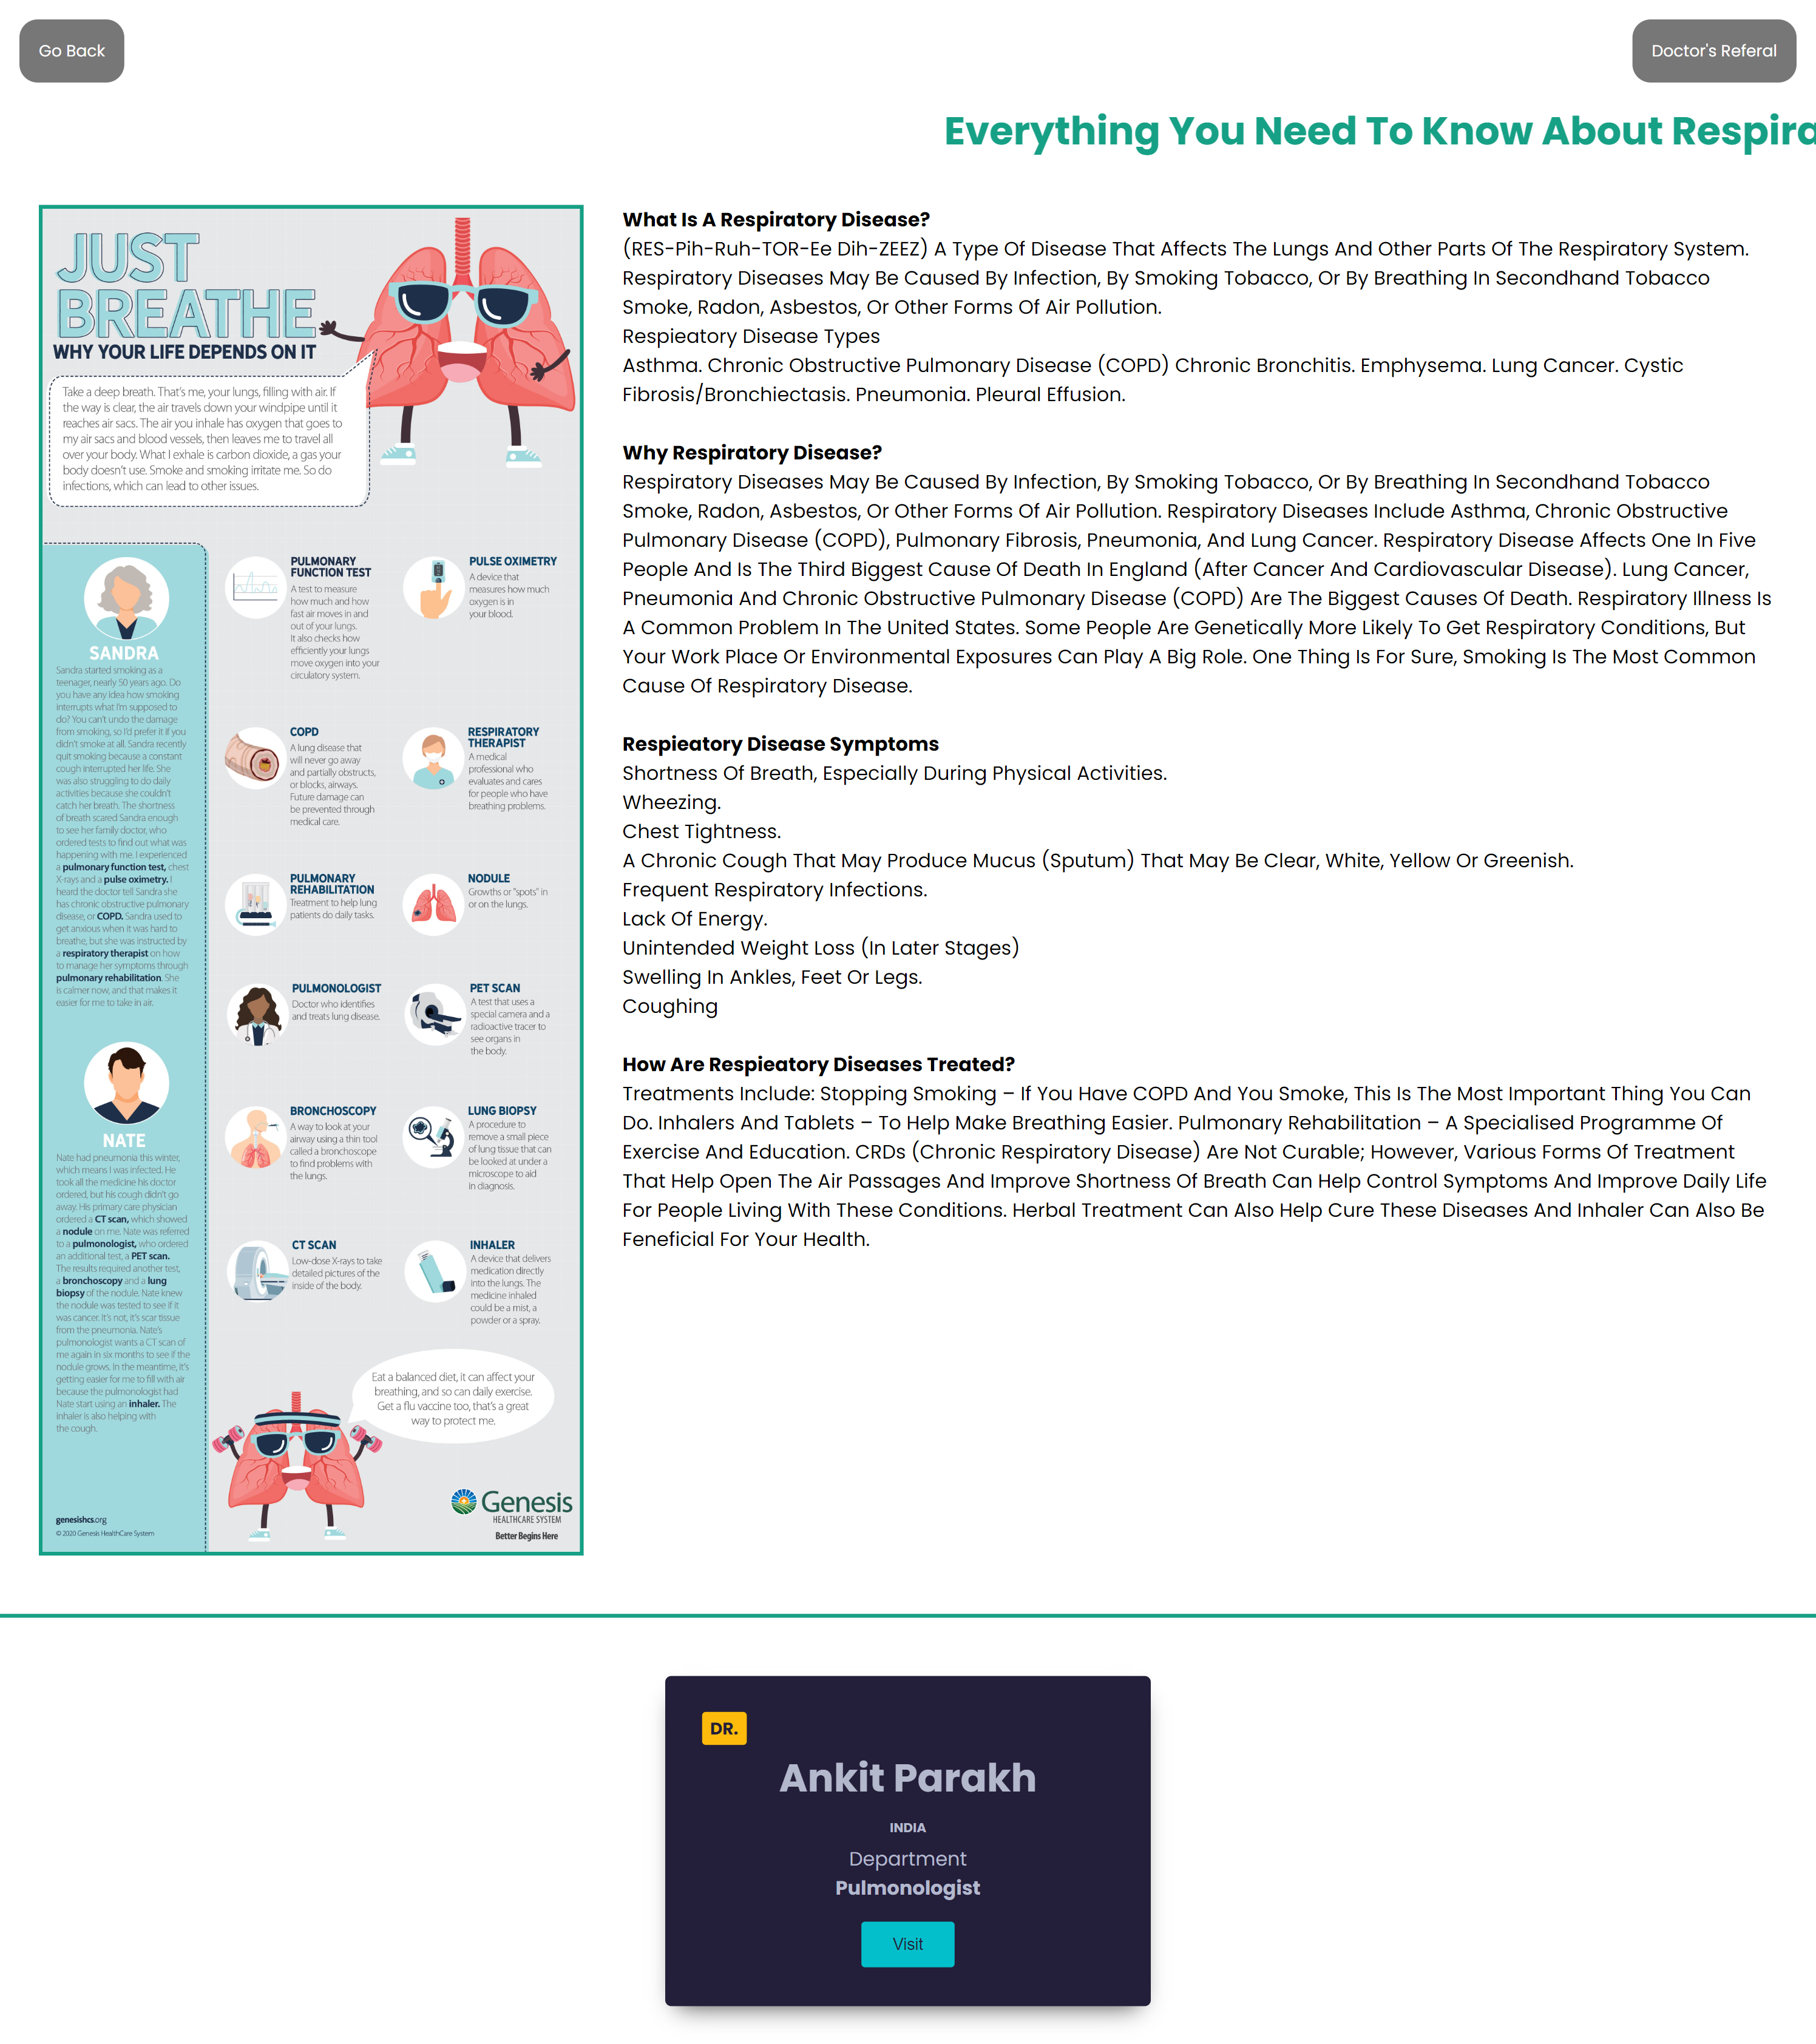 Go Back
Doctor's Referal
Everything You Need To Know About Respira
JUST
BREATHE
WHY YOUR LIFE DEPENDS ON IT
Take a deep breath. That's me, your lungs, filling with air. If
the way is clear, the air travels down your windpipe until it
reaches air sacs. The air you inhale has oxygen that goes to
my air sacs and blood vessels, then leaves me to travel all
over your body. What I exhale is carbon dioxide, a gas your
body doesn't use. Smoke and smoking irritate me. So do
infections, which can lead to other issues.
SANDRA
Sandra started smoking as a
teenager, nearly 50 years ago. Do
you have any idea how smoking
interrupts what I'm supposed to
do? You can't undo the damage
from smoking, so I'd prefer it if you
didn't smoke at all. Sandra recently
quit smoking because a constant
cough interrupted her life. She
was also struggling to do daily
activities because she couldn't
catch her breath. The shortness
of breath scared Sandra enough
to see her family doctor, who
ordered tests to find out what was
happening with me. I experienced
a pulmonary function test, chest
X-rays and a pulse oximetry. I
heard the doctor tell Sandra she
has chronic obstructive pulmonary
disease, or COPD. Sandra used to
get anxious when it was hard to
breathe, but she was instructed by
a respiratory therapist on how
to manage her symptoms through
pulmonary rehabilitation. She
is calmer now, and that makes it
easier for me to take in air.
NATE
Nate had pneumonia this winter,
which means I was infected. He
took all the medicine his doctor
ordered, but his cough didn't go
away. His primary care physician
ordered a CT scan, which showed
a nodule on me. Nate was referred
to a pulmonologist, who ordered
an additional test, a PET scan.
The results required another test,
a bronchoscopy and a lung
biopsy of the nodule. Nate knew
the nodule was tested to see if it
was cancer. It's not, it's scar tissue
from the pneumonia. Nate's
pulmonologist wants a CT scan of
me again in six months to see if the
nodule grows. In the meantime, it's
getting easier for me to fill with air
because the pulmonologist had
Nate start using an inhaler. The
inhaler is also helping with
the cough.
genesishcs.org
© 2020 Genesis HealthCare System
PULMONARY
FUNCTION TEST
A test to measure
how much and how
fast air moves in and
out of your lungs.
It also checks how
efficiently your lungs
move oxygen into your
circulatory system.
PULSE OXIMETRY
A device that
measures how much
oxygen is in
your blood.
COPD
A lung disease that
will never go away
and partially obstructs,
or blocks, airways.
Future damage can
be prevented through
medical care.
RESPIRATORY
THERAPIST
A medical
professional who
evaluates and cares
for people who have
breathing problems.
PULMONARY
REHABILITATION
Treatment to help lung
patients do daily tasks.
NODULE
Growths or "spots" in
or on the lungs.
PULMONOLOGIST
Doctor who identifies
and treats lung disease.
PET SCAN
A test that uses a
special camera and a
radioactive tracer to
see organs in
the body.
BRONCHOSCOPY
A way to look at your
airway using a thin tool
called a bronchoscope
to find problems with
the lungs.
LUNG BIOPSY
A procedure to
remove a small piece
of lung tissue that can
be looked at under a
microscope to aid
in diagnosis.
CT SCAN
Low-dose X-rays to take
detailed pictures of the
inside of the body.
INHALER
A device that delivers
medication directly
into the lungs. The
medicine inhaled
could be a mist, a
powder or a spray.
Eat a balanced diet, it can affect your
breathing, and so can daily exercise.
Get a flu vaccine too, that's a great
way to protect me.
Genesis
HEALTHCARE SYSTEM
Better Begins Here
What Is A Respiratory Disease?
(RES-Pih-Ruh-TOR-Ee Dih-ZEEZ) A Type Of Disease That Affects The Lungs And Other Parts Of The Respiratory System.
Respiratory Diseases May Be Caused By Infection, By Smoking Tobacco, Or By Breathing In Secondhand Tobacco
Smoke, Radon, Asbestos, Or Other Forms Of Air Pollution.
Respieatory Disease Types
Asthma. Chronic Obstructive Pulmonary Disease (COPD) Chronic Bronchitis. Emphysema. Lung Cancer. Cystic
Fibrosis/Bronchiectasis. Pneumonia. Pleural Effusion.
Why Respiratory Disease?
Respiratory Diseases May Be Caused By Infection, By Smoking Tobacco, Or By Breathing In Secondhand Tobacco
Smoke, Radon, Asbestos, Or Other Forms Of Air Pollution. Respiratory Diseases Include Asthma, Chronic Obstructive
Pulmonary Disease (COPD), Pulmonary Fibrosis, Pneumonia, And Lung Cancer. Respiratory Disease Affects One In Five
People And Is The Third Biggest Cause Of Death In England (After Cancer And Cardiovascular Disease). Lung Cancer,
Pneumonia And Chronic Obstructive Pulmonary Disease (COPD) Are The Biggest Causes Of Death. Respiratory Illness Is
A Common Problem In The United States. Some People Are Genetically More Likely To Get Respiratory Conditions, But
Your Work Place Or Environmental Exposures Can Play A Big Role. One Thing Is For Sure, Smoking Is The Most Common
Cause Of Respiratory Disease.
Respieatory Disease Symptoms
Shortness Of Breath, Especially During Physical Activities.
Wheezing.
Chest Tightness.
A Chronic Cough That May Produce Mucus (Sputum) That May Be Clear, White, Yellow Or Greenish.
Frequent Respiratory Infections.
Lack Of Energy.
Unintended Weight Loss (In Later Stages)
Swelling In Ankles, Feet Or Legs.
Coughing
How Are Respieatory Diseases Treated?
Treatments Include: Stopping Smoking – If You Have COPD And You Smoke, This Is The Most Important Thing You Can
Do. Inhalers And Tablets – To Help Make Breathing Easier. Pulmonary Rehabilitation – A Specialised Programme Of
Exercise And Education. CRDs (Chronic Respiratory Disease) Are Not Curable; However, Various Forms Of Treatment
That Help Open The Air Passages And Improve Shortness Of Breath Can Help Control Symptoms And Improve Daily Life
For People Living With These Conditions. Herbal Treatment Can Also Help Cure These Diseases And Inhaler Can Also Be
Feneficial For Your Health.
DR.
Ankit Parakh
INDIA
Department
Pulmonologist
Visit